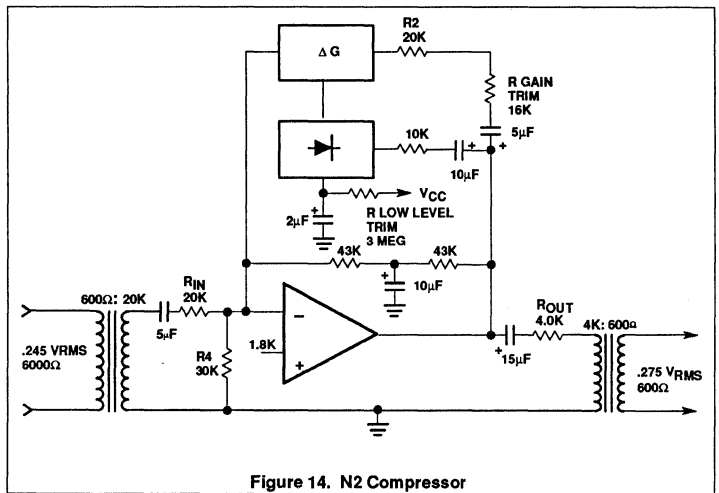 R2
20K
Δ G
R GAIN
TRIM
16K
5μF
+
10K
+
10μF
VCC
+
2μF
R LOW LEVEL
TRIM
3 MEG
43K
43K
+
10μF
RIN
20K
600Ω: 20K
5μF
−
ROUT
4.0K
4K: 600Ω
1.8K
+
+15μF
.245 VRMS
6000Ω
R4
30K
.275 VRMS
600Ω
Figure 14. N2 Compressor